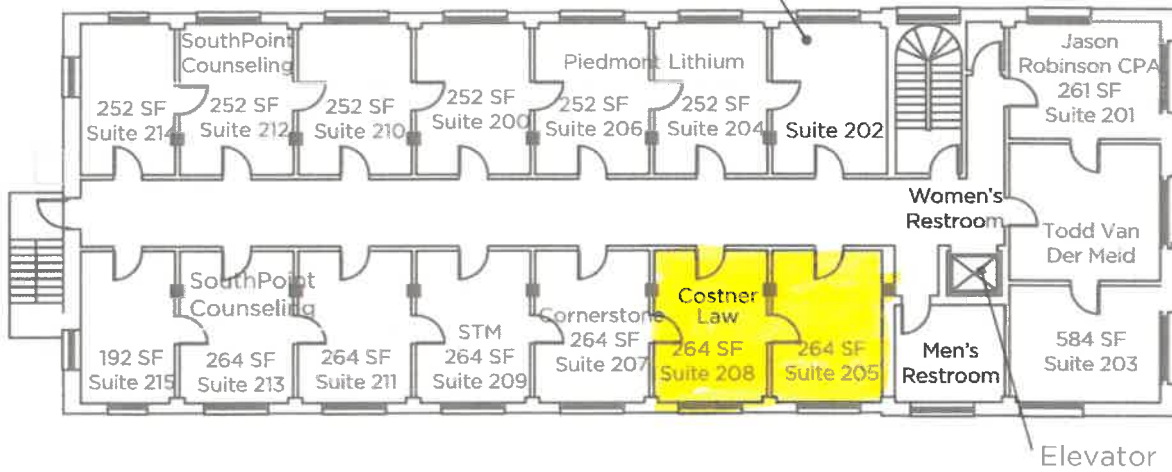 SouthPoint
Counseling
252 SF
Suite 214
252 SF
Suite 212
252 SF
Suite 210
252 SF
Suite 200
Piedmont Lithium
252 SF
Suite 206
252 SF
Suite 204
Suite 202
Jason
Robinson CPA
261 SF
Suite 201
Women's
Restroom
Todd Van
Der Meid
SouthPoint
Counseling
192 SF
Suite 215
264 SF
Suite 213
264 SF
Suite 211
STM
264 SF
Suite 209
Cornerstone
264 SF
Suite 207
Costner
Law
264 SF
Suite 208
264 SF
Suite 205
Men's
Restroom
584 SF
Suite 203
Elevator